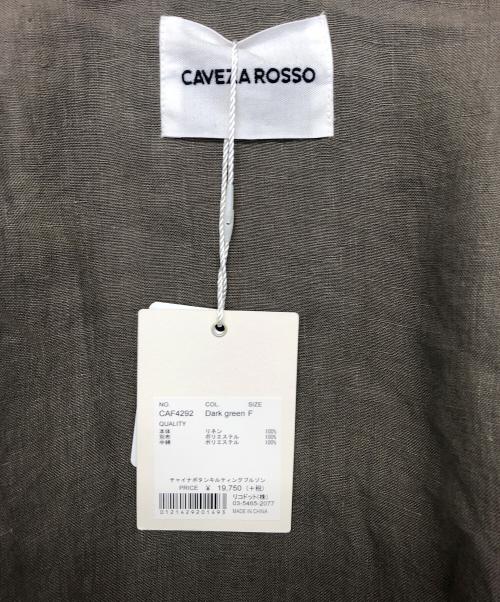 CAVEZA ROSSO
NO. COL. SIZE
CAF4292 Dark green F
QUALITY
本体 リネン 100%
別布 ポリエステル 100%
中綿 ポリエステル 100%
チャイナボタンキルティングブルゾン
PRICE ¥ 19,750 (+税)
リコドット(株)
03-5465-2077
0121629201693 MADE IN CHINA